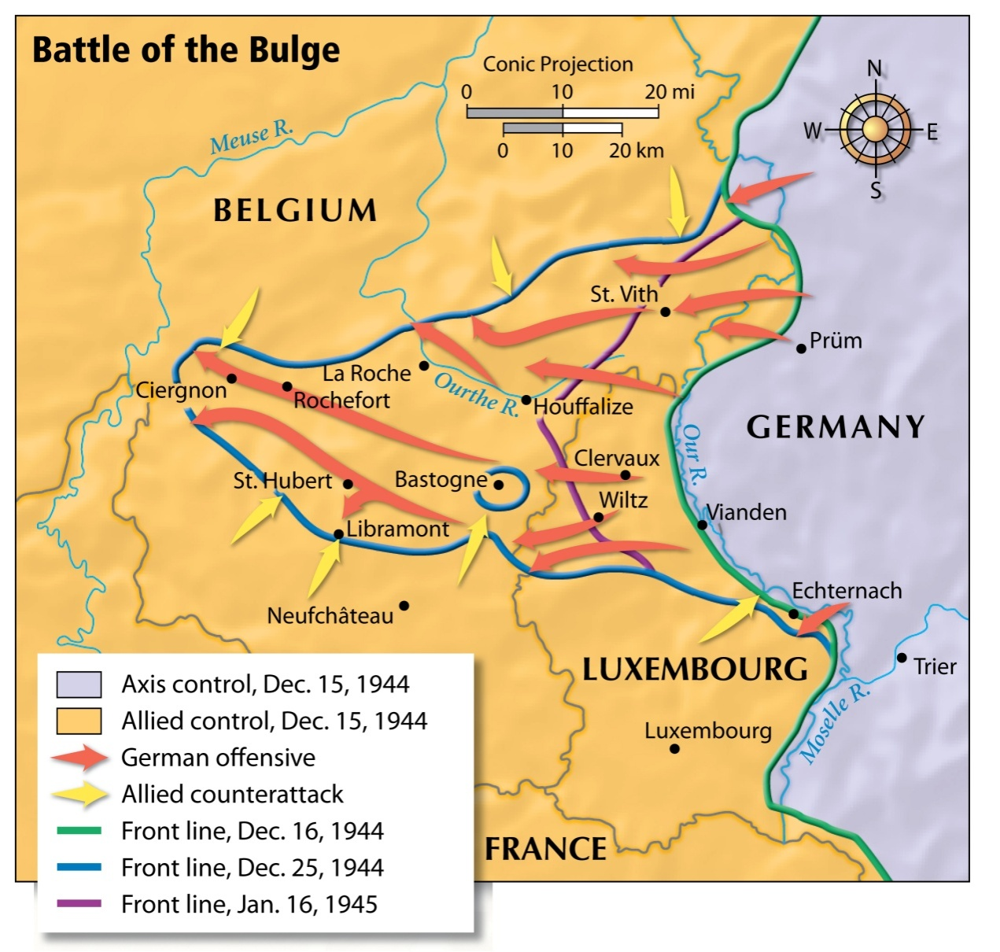 Battle of the Bulge
Conic Projection
0 10 20 mi
0 10 20 km
N
W E
S
Meuse R.
BELGIUM
St. Vith
Prüm
La Roche
Ciergnon
Rochefort
Ourthe R.
Houffalize
GERMANY
Our R.
Clervaux
St. Hubert
Bastogne
Wiltz
Vianden
Libramont
Echternach
Neufchâteau
LUXEMBOURG
Trier
Moselle R.
Luxembourg
FRANCE
Axis control, Dec. 15, 1944
Allied control, Dec. 15, 1944
German offensive
Allied counterattack
Front line, Dec. 16, 1944
Front line, Dec. 25, 1944
Front line, Jan. 16, 1945